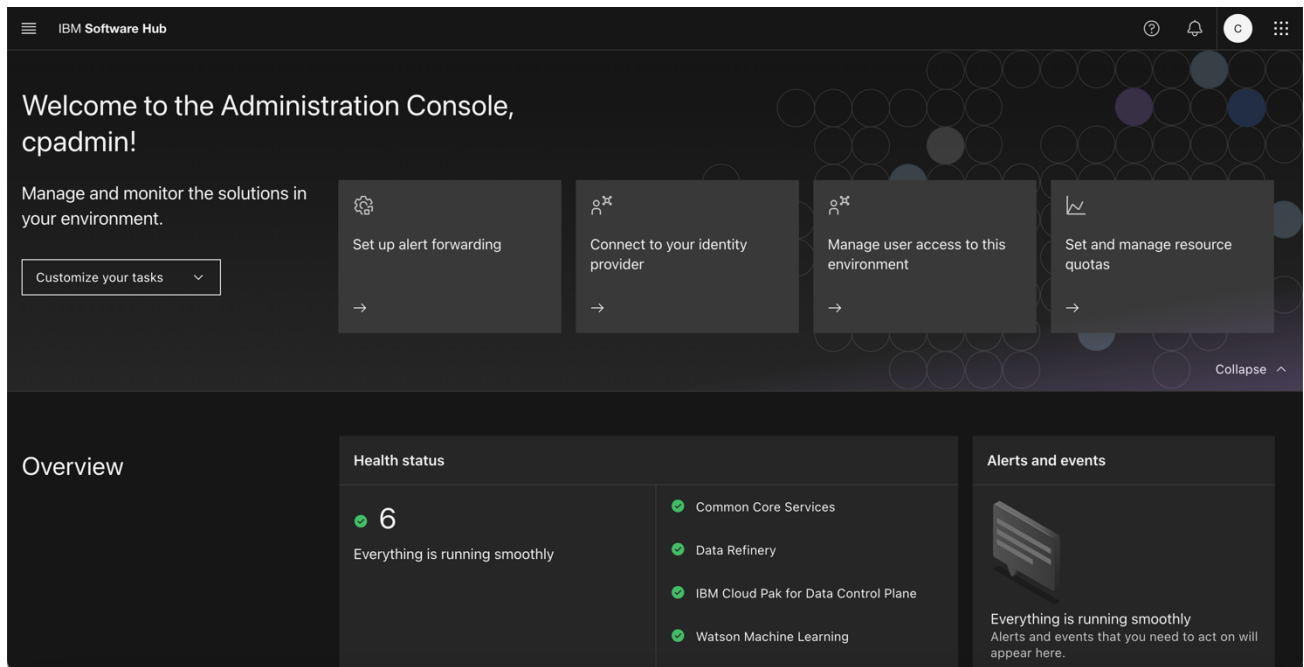 IBM Software Hub
C
Welcome to the Administration Console,
cpadmin!
Manage and monitor the solutions in
your environment.
Customize your tasks
Set up alert forwarding
Connect to your identity
provider
Manage user access to this
environment
Set and manage resource
quotas
Collapse
Overview
Health status
6
Everything is running smoothly
Common Core Services
Data Refinery
IBM Cloud Pak for Data Control Plane
Watson Machine Learning
Alerts and events
Everything is running smoothly
Alerts and events that you need to act on will
appear here.